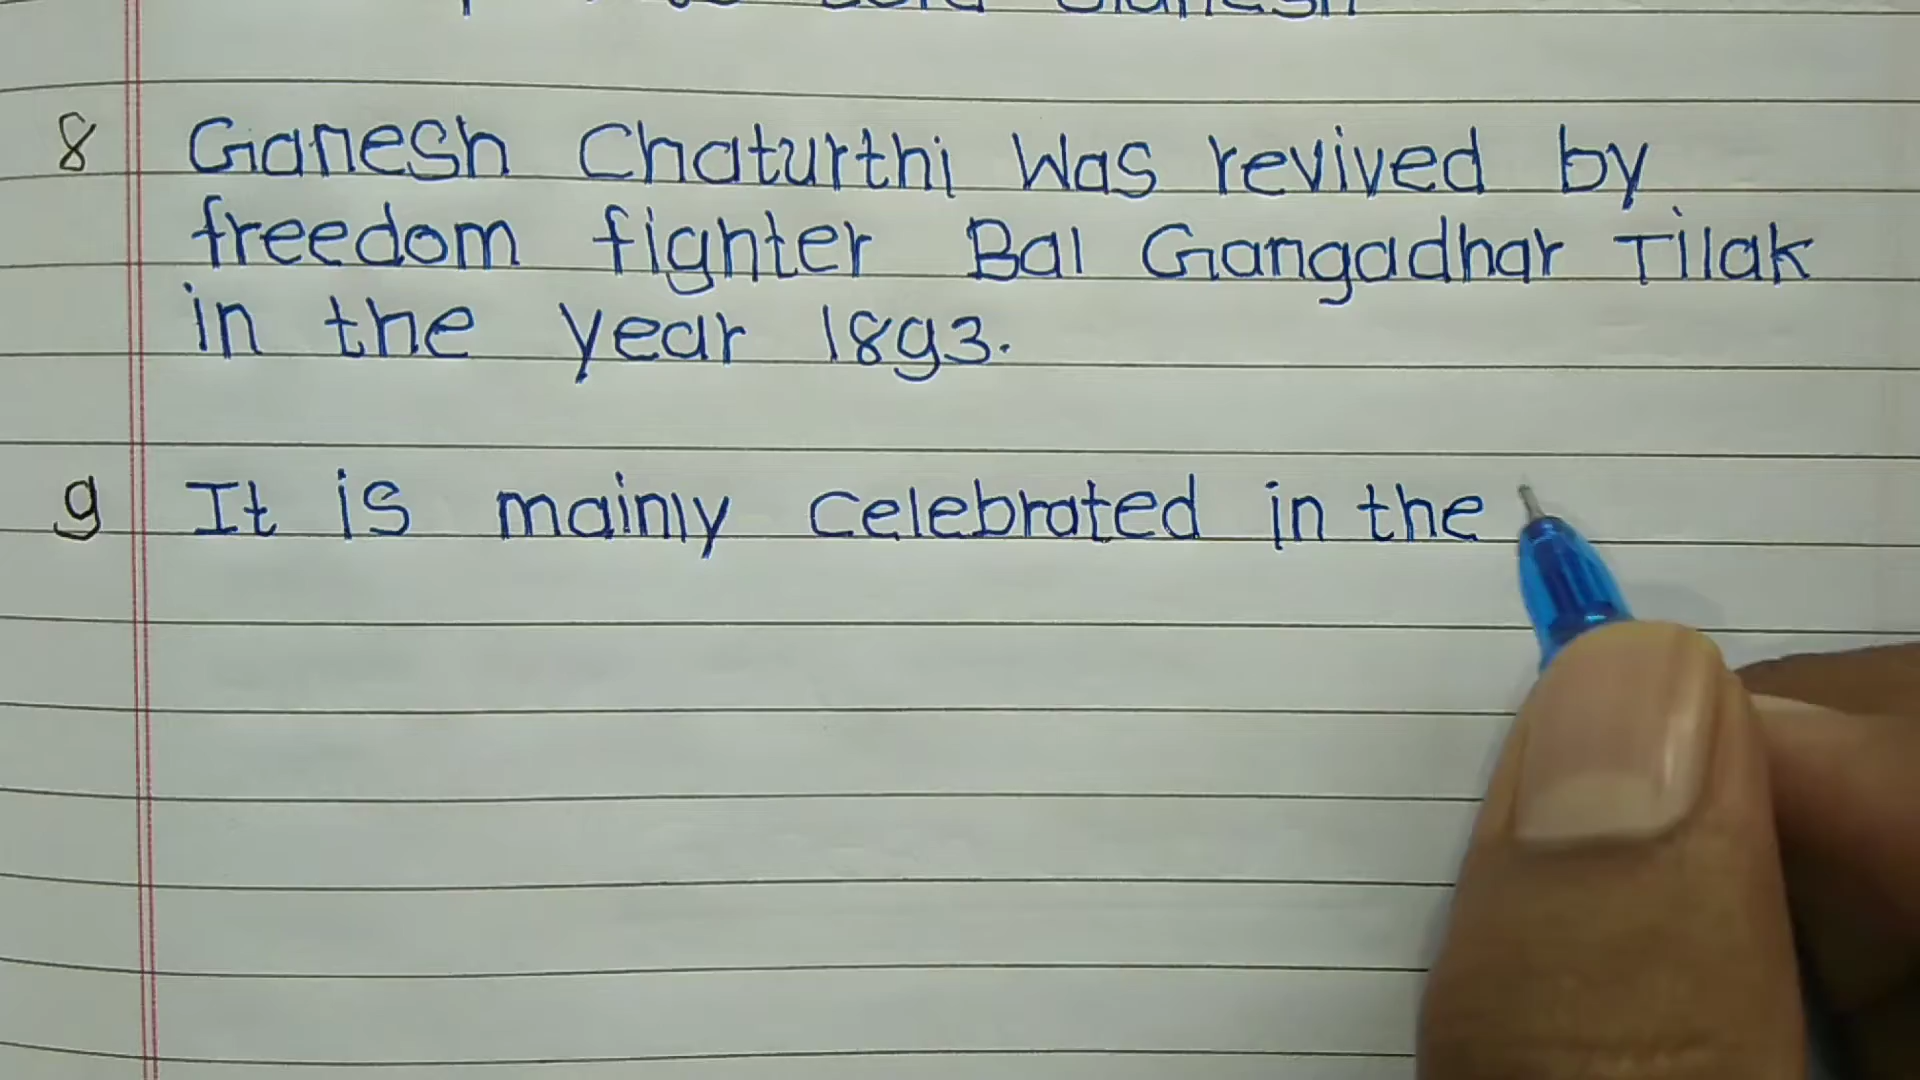 Ganesh
8 Ganesh Chaturthi was revived by
freedom fighter Bal Gangadhar Tilak
in the year 1893.
9 It is mainly celebrated in the